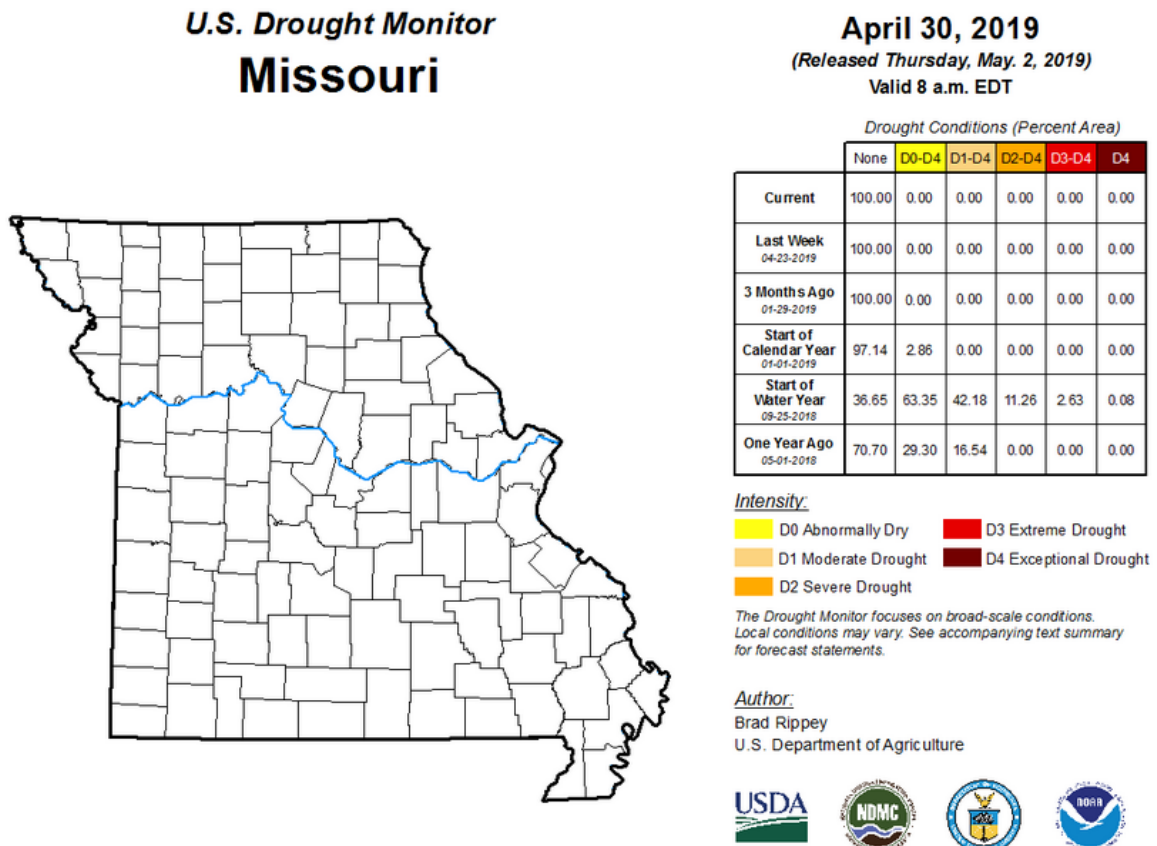 U.S. Drought Monitor
Missouri
April 30, 2019
(Released Thursday, May. 2, 2019)
Valid 8 a.m. EDT
Drought Conditions (Percent Area)
None D0-D4 D1-D4 D2-D4 D3-D4 D4
Current 100.00 0.00 0.00 0.00 0.00 0.00
Last Week
04-23-2019 100.00 0.00 0.00 0.00 0.00 0.00
3 Months Ago
01-29-2019 100.00 0.00 0.00 0.00 0.00 0.00
Start of
Calendar Year
01-01-2019 97.14 2.86 0.00 0.00 0.00 0.00
Start of
Water Year
09-25-2018 36.65 63.35 42.18 11.26 2.63 0.08
One Year Ago
05-01-2018 70.70 29.30 16.54 0.00 0.00 0.00
Intensity:
D0 Abnormally Dry
D1 Moderate Drought
D2 Severe Drought
D3 Extreme Drought
D4 Exceptional Drought
The Drought Monitor focuses on broad-scale conditions.
Local conditions may vary. See accompanying text summary
for forecast statements.
Author:
Brad Rippey
U.S. Department of Agriculture
USDA
NDMC
NOAA